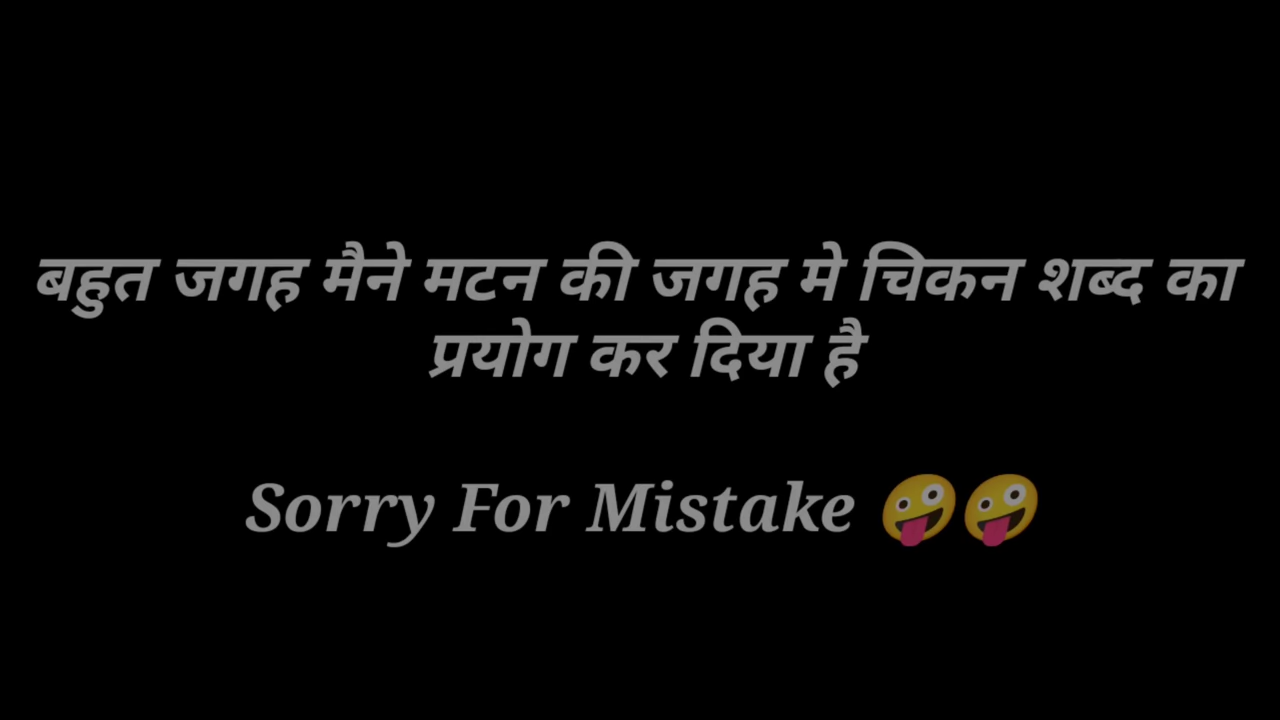 बहुत जगह मैने मटन की जगह मे चिकन शब्द का
प्रयोग कर दिया है
Sorry For Mistake 🤪🤪